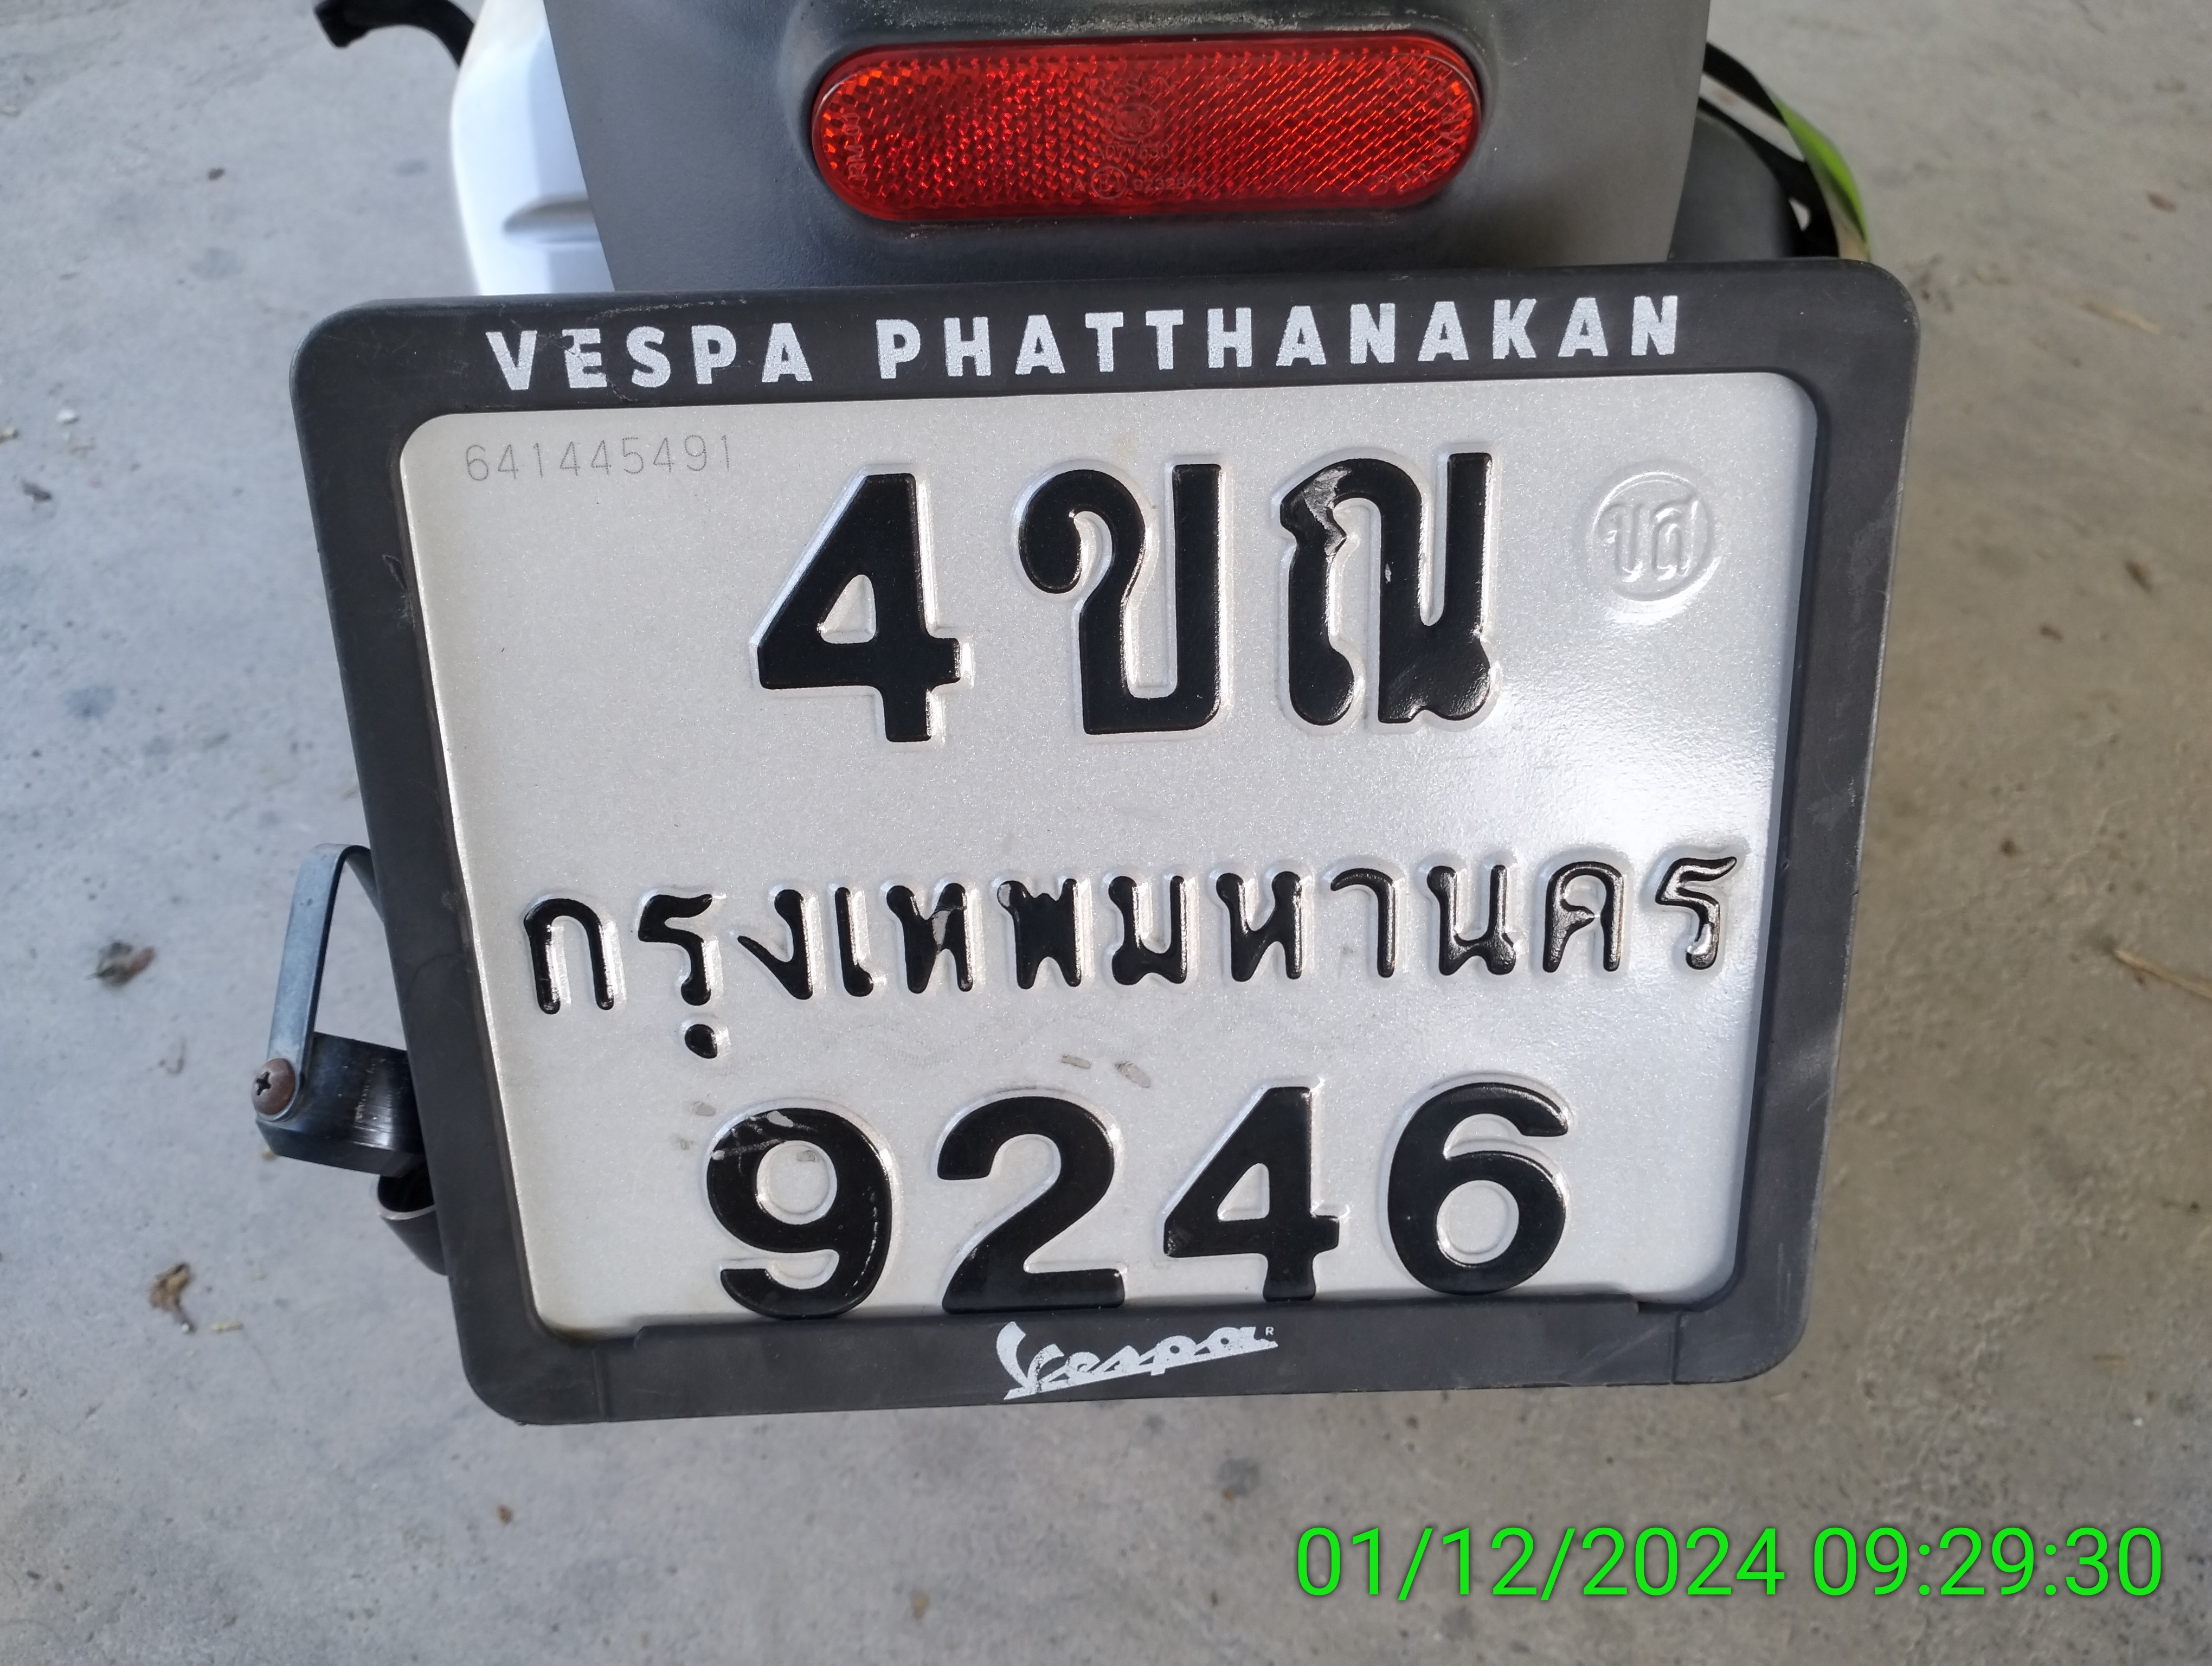 VESPA PHATTHANAKAN
641445491
4ขณ
ขส
กรุงเทพมหานคร
9246
Vespa
01/12/2024 09:29:30